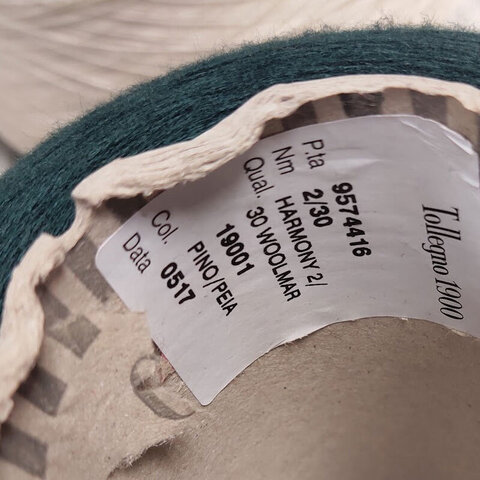 Tollegno 1900
P.ta 9574416
Nm 2/30
Qual. HARMONY 2/
30 WOOLMAR
19001
Col. PINO/PEIA
Data 0517